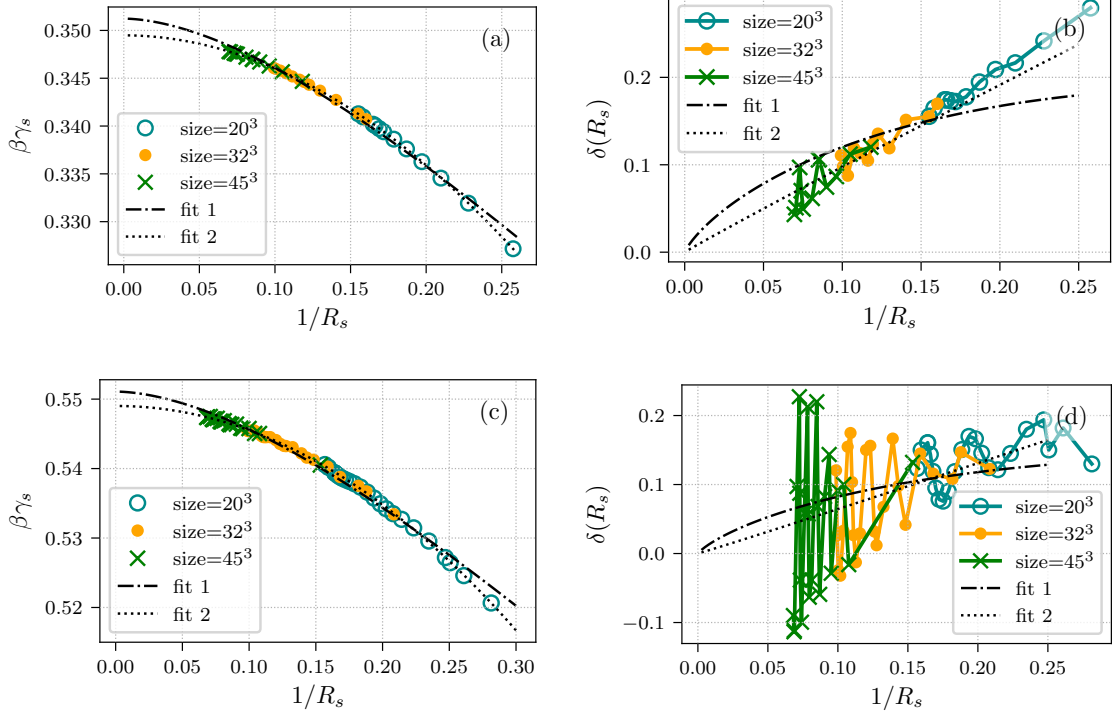 (a)
βγₛ
0.350
0.345
0.340
0.335
0.330
size=20³
size=32³
size=45³
fit 1
fit 2
0.00 0.05 0.10 0.15 0.20 0.25
1/Rₛ
(b)
δ(Rₛ)
0.2
0.1
0.0
size=20³
size=32³
size=45³
fit 1
fit 2
0.00 0.05 0.10 0.15 0.20 0.25
1/Rₛ
(c)
βγₛ
0.55
0.54
0.53
0.52
size=20³
size=32³
size=45³
fit 1
fit 2
0.00 0.05 0.10 0.15 0.20 0.25 0.30
1/Rₛ
(d)
δ(Rₛ)
0.2
0.1
0.0
−0.1
size=20³
size=32³
size=45³
fit 1
fit 2
0.00 0.05 0.10 0.15 0.20 0.25
1/Rₛ